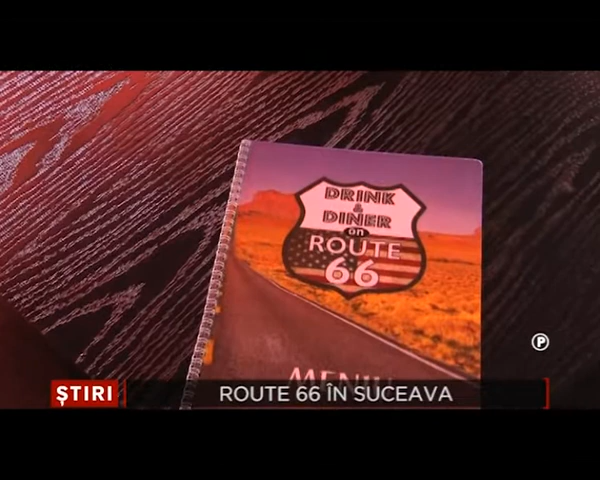 DRINK
&
DINER
on
ROUTE
66
MENU
P
ȘTIRI
ROUTE 66 ÎN SUCEAVA